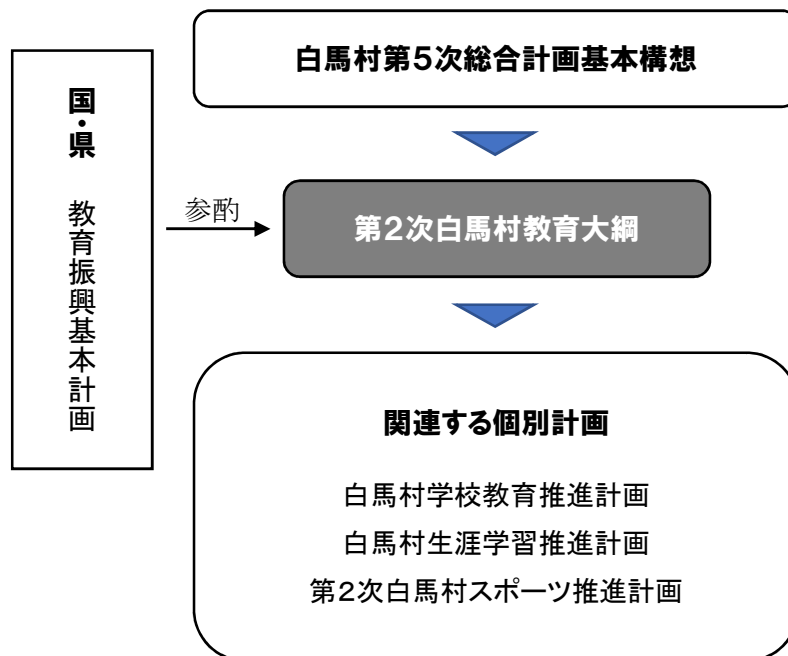 白馬村第5次総合計画基本構想
国・県　教育振興基本計画
参酌
第2次白馬村教育大綱
関連する個別計画
白馬村学校教育推進計画
白馬村生涯学習推進計画
第2次白馬村スポーツ推進計画